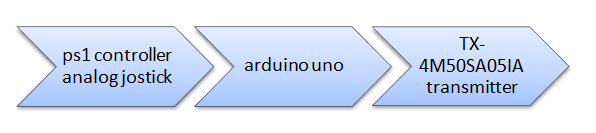 ps1 controller
analog jostick
arduino uno
TX-
4M50SA05IA
transmitter